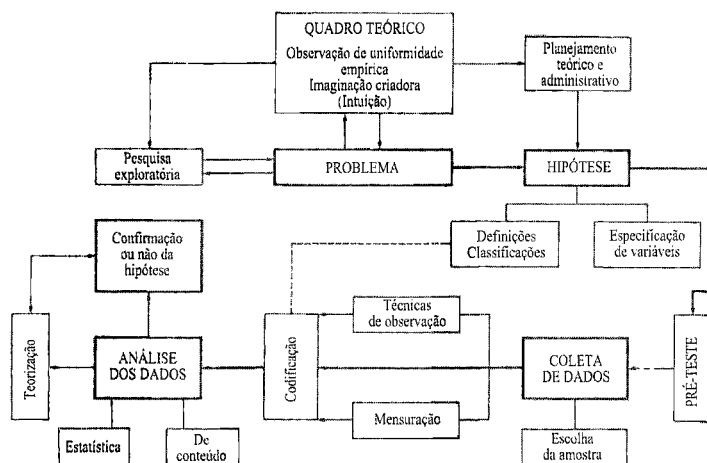 QUADRO TEÓRICO
Observação de uniformidade
empírica
Imaginação criadora
(Intuição)
Planejamento
teórico e
administrativo
Pesquisa
exploratória
PROBLEMA
HIPÓTESE
Confirmação
ou não da
hipótese
Definições
Classificações
Especificação
de variáveis
Teorização
ANÁLISE
DOS DADOS
Codificação
Técnicas
de observação
Mensuração
COLETA
DE DADOS
PRÉ-TESTE
Estatística
De
conteúdo
Escolha
da amostra